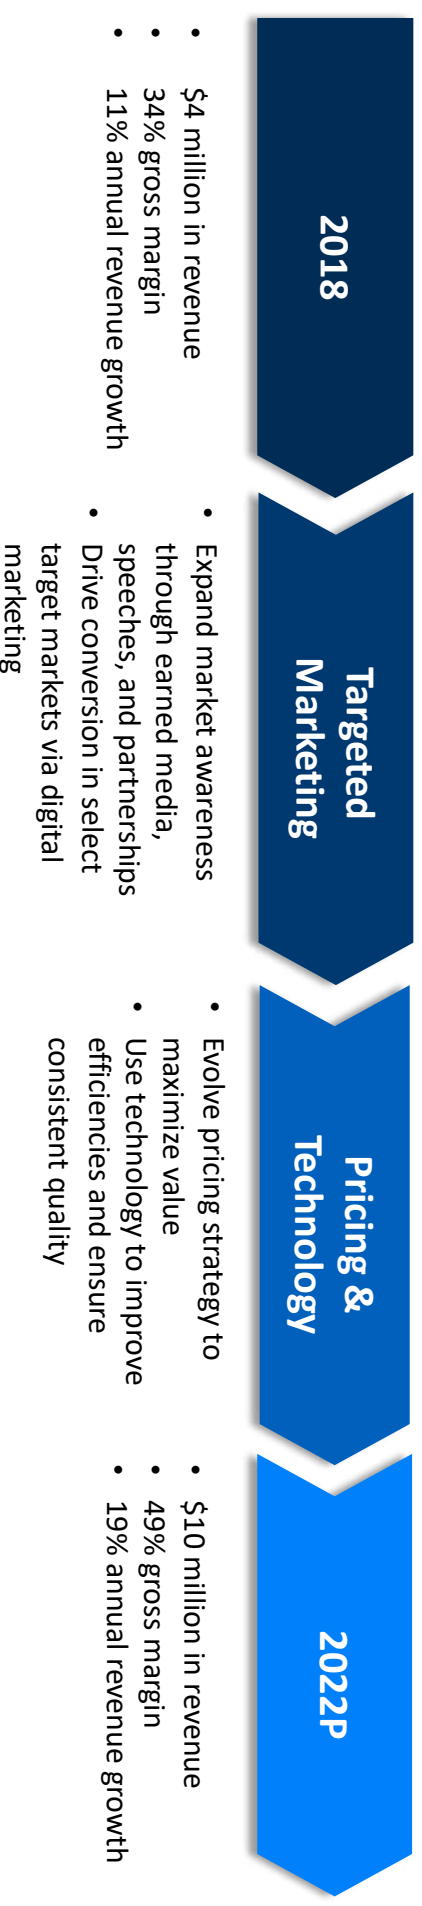 2018
• $4 million in revenue
• 34% gross margin
• 11% annual revenue growth
Targeted
Marketing
• Expand market awareness
through earned media,
speeches, and partnerships
• Drive conversion in select
target markets via digital
marketing
Pricing &
Technology
• Evolve pricing strategy to
maximize value
• Use technology to improve
efficiencies and ensure
consistent quality
2022P
• $10 million in revenue
• 49% gross margin
• 19% annual revenue growth